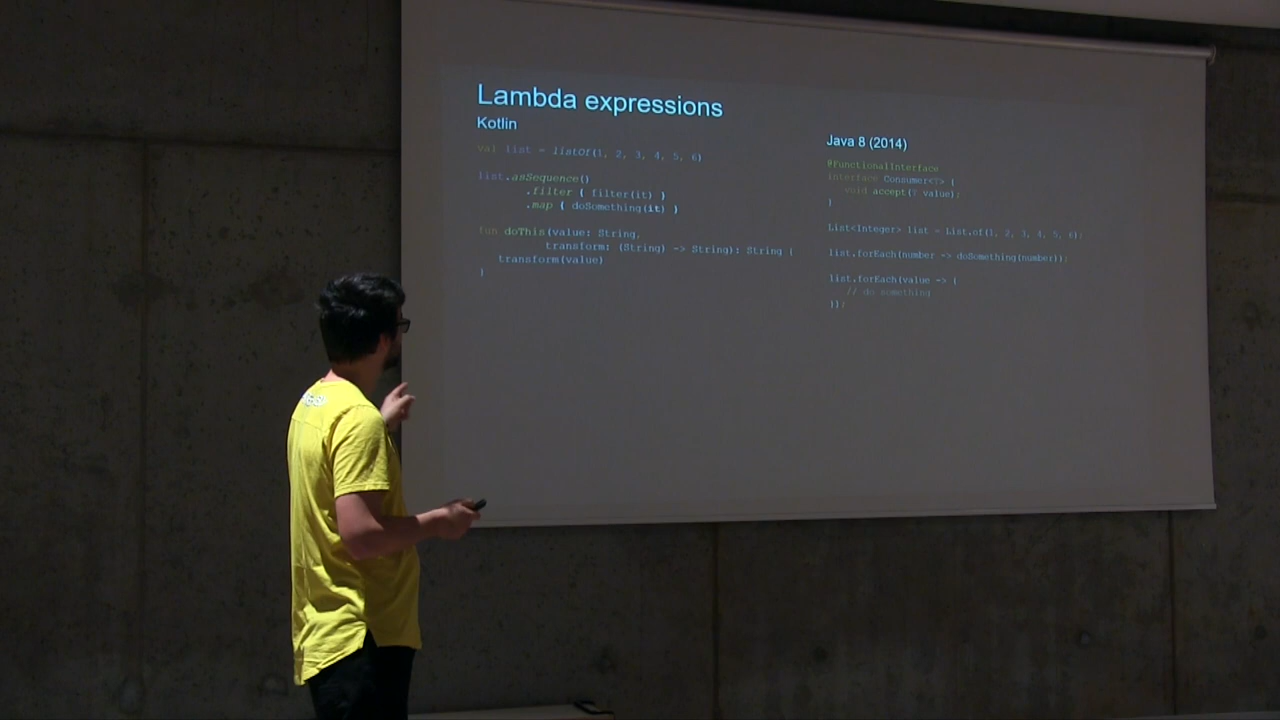 Lambda expressions
Kotlin
val list = listOf(1, 2, 3, 4, 5, 6)
list.asSequence()
.filter { filter(it) }
.map { doSomething(it) }
fun doThis(value: String,
transform: (String) -> String): String {
transform(value)
}
Java 8 (2014)
@FunctionalInterface
interface Consumer<T> {
void accept(T value);
}
List<Integer> list = List.of(1, 2, 3, 4, 5, 6);
list.forEach(number -> doSomething(number));
list.forEach(value -> {
// do something
});